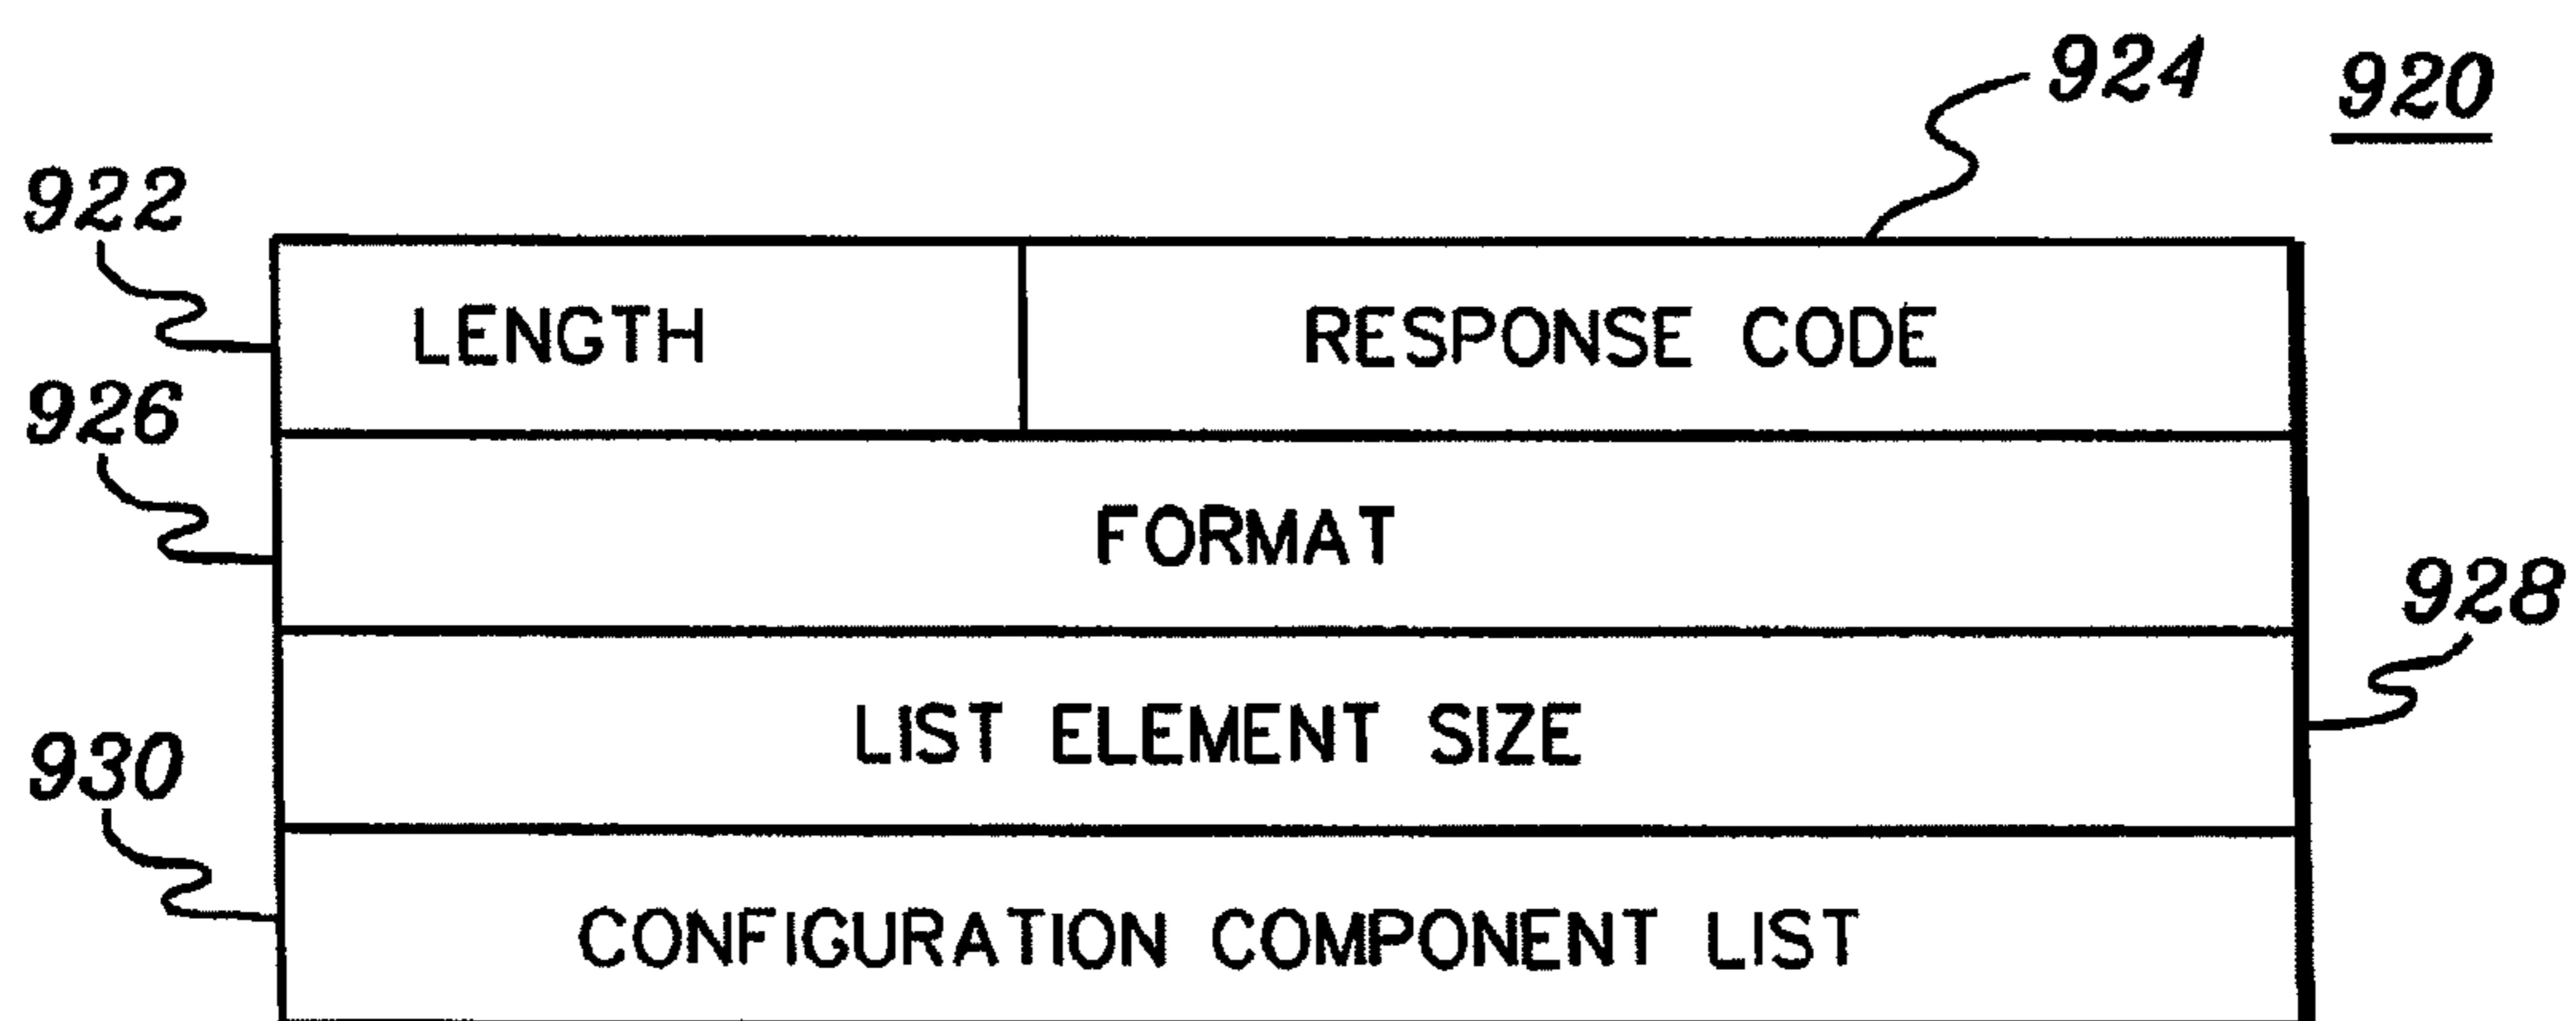 924
920
922
LENGTH
RESPONSE CODE
926
FORMAT
928
LIST ELEMENT SIZE
930
CONFIGURATION COMPONENT LIST